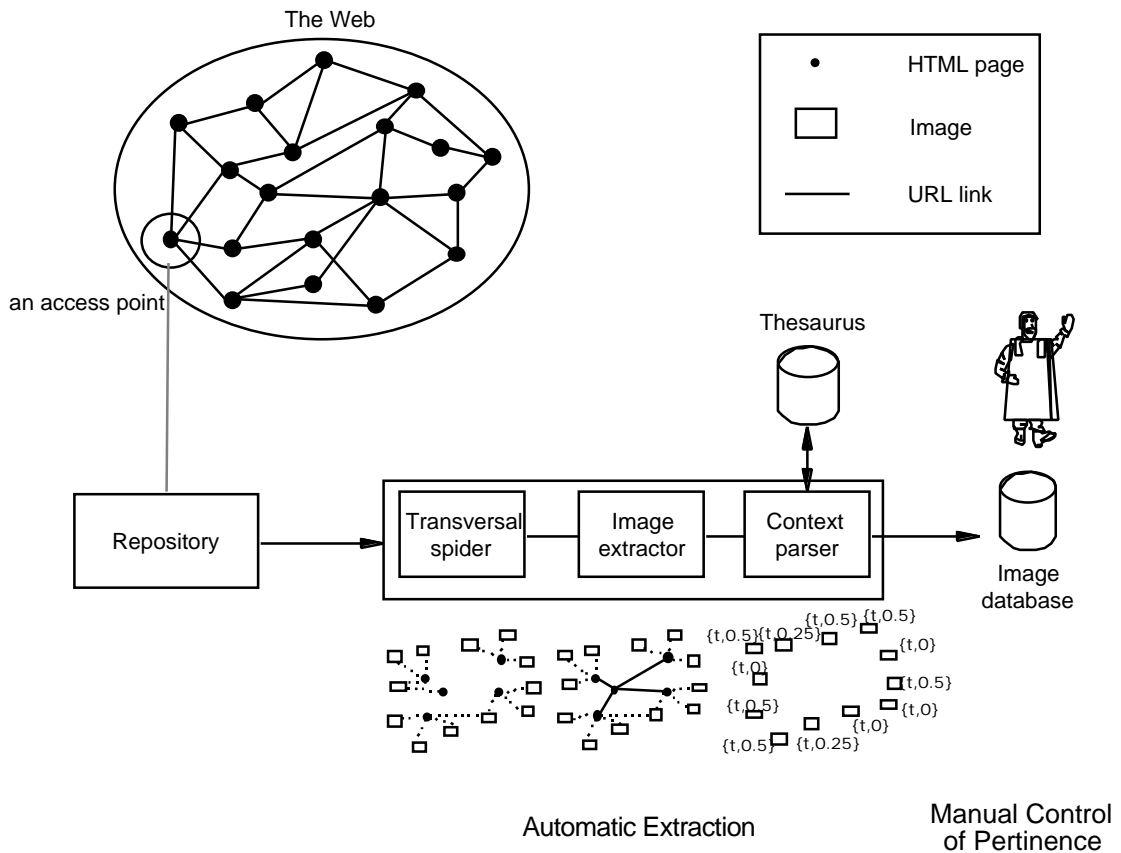 The Web
HTML page
Image
URL link
an access point
Thesaurus
Repository
Transversal
spider
Image
extractor
Context
parser
Image
database
{t,0.5}
{t,0.5}
{t,0.5}
{t,0.25}
{t,0}
{t,0}
{t,0.5}
{t,0.5}
{t,0}
{t,0}
{t,0.5}
{t,0.25}
Automatic Extraction
Manual Control
of Pertinence